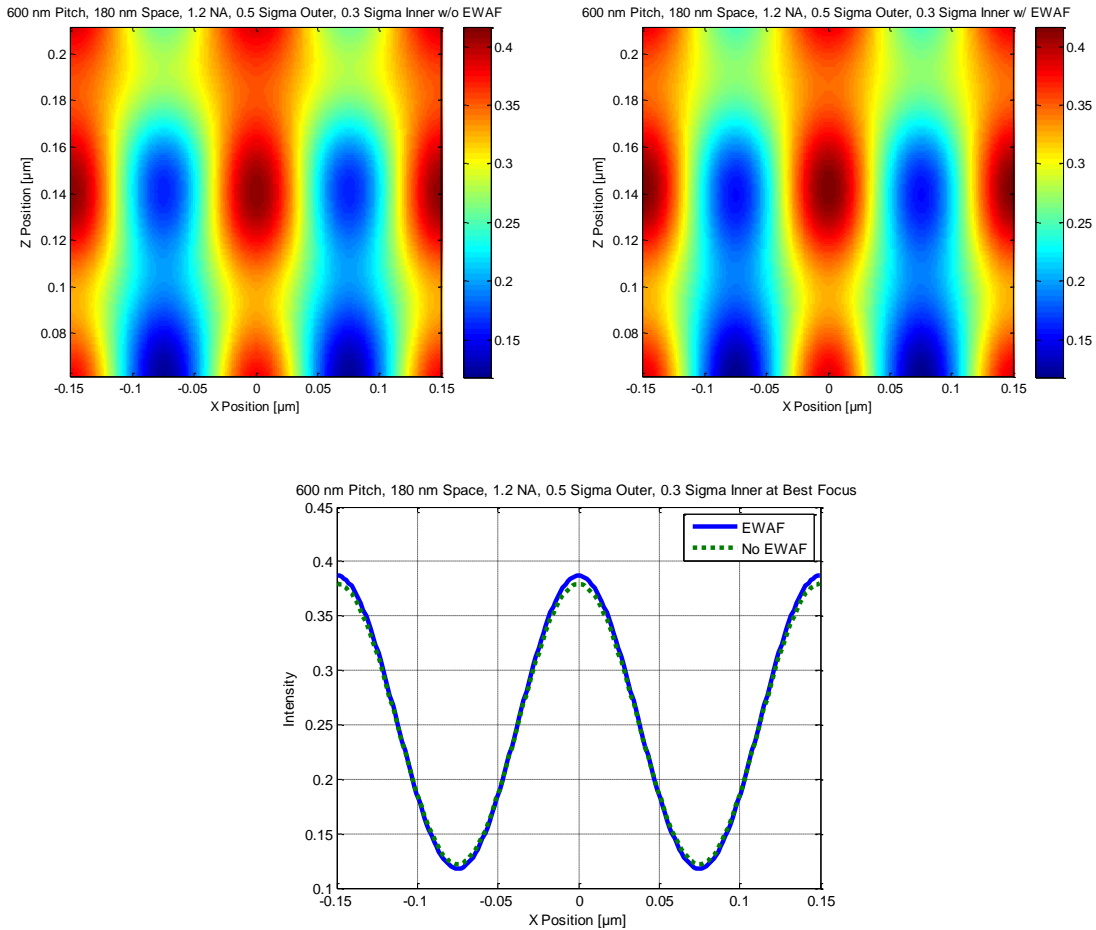 600 nm Pitch, 180 nm Space, 1.2 NA, 0.5 Sigma Outer, 0.3 Sigma Inner w/o EWAF
Z Position [µm]
0.2
0.18
0.16
0.14
0.12
0.1
0.08
-0.15 -0.1 -0.05 0 0.05 0.1 0.15
X Position [µm]
0.4
0.35
0.3
0.25
0.2
0.15
600 nm Pitch, 180 nm Space, 1.2 NA, 0.5 Sigma Outer, 0.3 Sigma Inner w/ EWAF
Z Position [µm]
0.2
0.18
0.16
0.14
0.12
0.1
0.08
-0.15 -0.1 -0.05 0 0.05 0.1 0.15
X Position [µm]
0.4
0.35
0.3
0.25
0.2
0.15
600 nm Pitch, 180 nm Space, 1.2 NA, 0.5 Sigma Outer, 0.3 Sigma Inner at Best Focus
Intensity
0.45
0.4
0.35
0.3
0.25
0.2
0.15
0.1
EWAF
No EWAF
-0.15 -0.1 -0.05 0 0.05 0.1 0.15
X Position [µm]